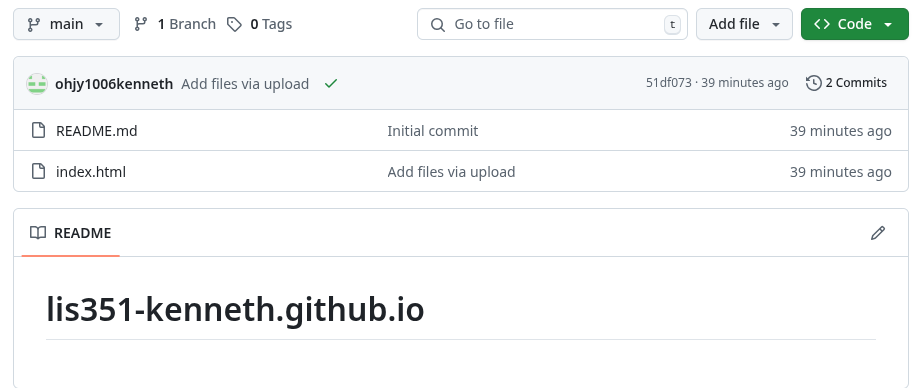 main 1 Branch 0 Tags Go to file t Add file Code
ohjy1006kenneth Add files via upload 51df073 · 39 minutes ago 2 Commits
README.md Initial commit 39 minutes ago
index.html Add files via upload 39 minutes ago
README
lis351-kenneth.github.io